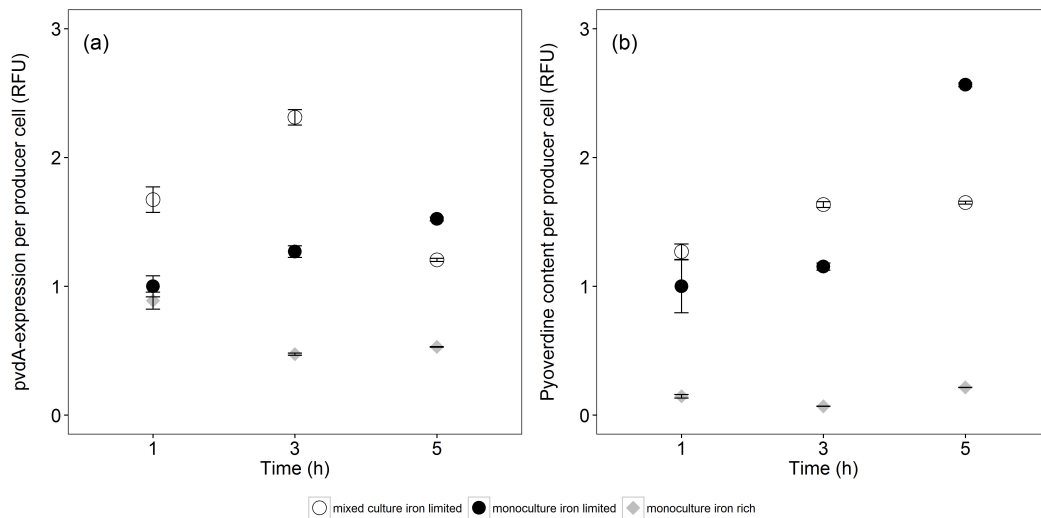 (a)
pvdA-expression per producer cell (RFU)
3
2
1
0
1 3 5
Time (h)
(b)
Pyoverdine content per producer cell (RFU)
3
2
1
0
1 3 5
Time (h)
mixed culture iron limited monoculture iron limited monoculture iron rich